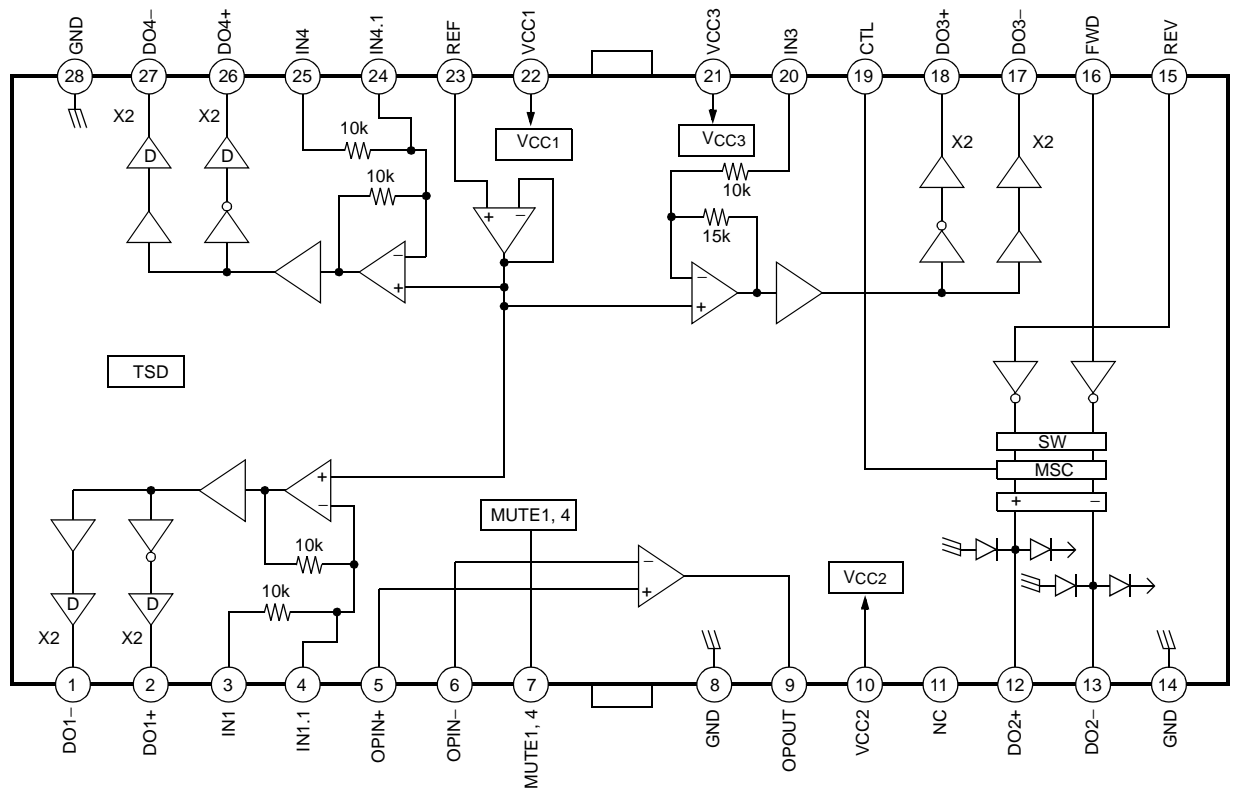 GND
DO4−
DO4+
IN4
IN4.1
REF
VCC1
VCC3
IN3
CTL
DO3+
DO3−
FWD
REV
28
27
26
25
24
23
22
21
20
19
18
17
16
15
X2
X2
10k
VCC1
VCC3
X2
X2
D
D
10k
10k
+
−
15k
−
+
−
+
TSD
SW
MSC
+
−
+
−
MUTE1, 4
10k
−
+
VCC2
10k
D
D
X2
X2
1
2
3
4
5
6
7
8
9
10
11
12
13
14
DO1−
DO1+
IN1
IN1.1
OPIN+
OPIN−
MUTE1, 4
GND
OPOUT
VCC2
NC
DO2+
DO2−
GND